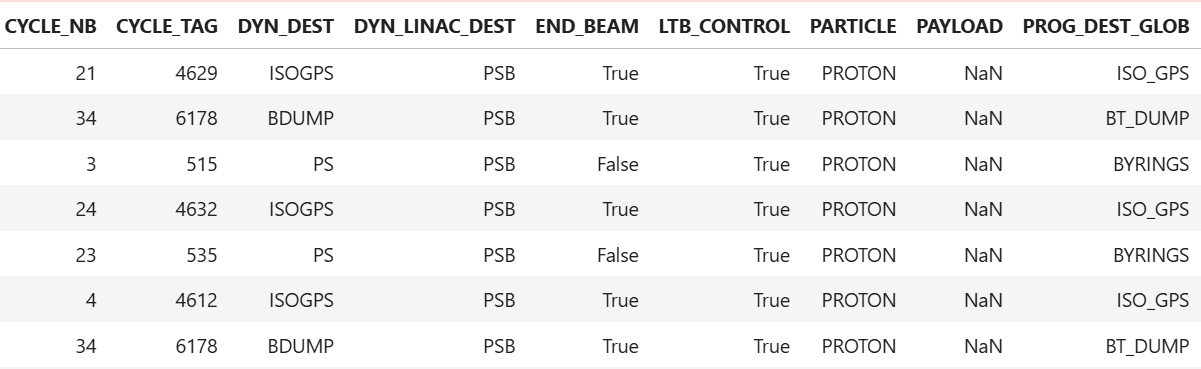 CYCLE_NB CYCLE_TAG DYN_DEST DYN_LINAC_DEST END_BEAM LTB_CONTROL PARTICLE PAYLOAD PROG_DEST_GLOB
21 4629 ISOGPS PSB True True PROTON NaN ISO_GPS
34 6178 BDUMP PSB True True PROTON NaN BT_DUMP
3 515 PS PSB False True PROTON NaN BYRINGS
24 4632 ISOGPS PSB True True PROTON NaN ISO_GPS
23 535 PS PSB False True PROTON NaN BYRINGS
4 4612 ISOGPS PSB True True PROTON NaN ISO_GPS
34 6178 BDUMP PSB True True PROTON NaN BT_DUMP